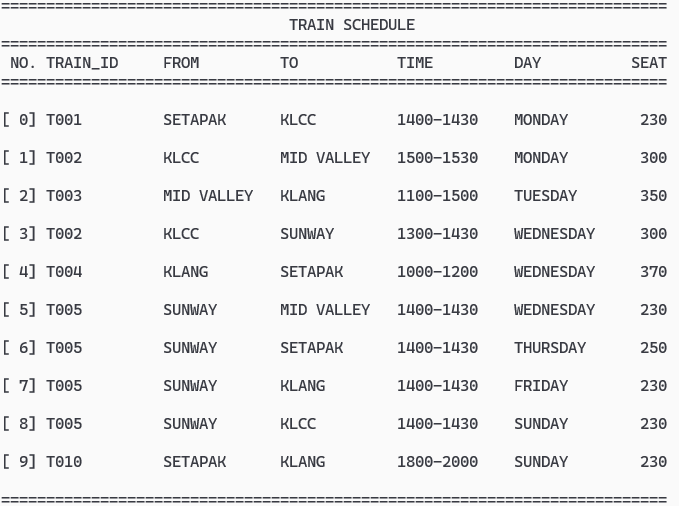 ==========================================================================
                                TRAIN SCHEDULE
==========================================================================
 NO. TRAIN_ID     FROM         TO           TIME         DAY          SEAT
==========================================================================
[ 0] T001         SETAPAK      KLCC         1400-1430    MONDAY        230
[ 1] T002         KLCC         MID VALLEY   1500-1530    MONDAY        300
[ 2] T003         MID VALLEY   KLANG        1100-1500    TUESDAY       350
[ 3] T002         KLCC         SUNWAY       1300-1430    WEDNESDAY     300
[ 4] T004         KLANG        SETAPAK      1000-1200    WEDNESDAY     370
[ 5] T005         SUNWAY       MID VALLEY   1400-1430    WEDNESDAY     230
[ 6] T005         SUNWAY       SETAPAK      1400-1430    THURSDAY      250
[ 7] T005         SUNWAY       KLANG        1400-1430    FRIDAY        230
[ 8] T005         SUNWAY       KLCC         1400-1430    SUNDAY        230
[ 9] T010         SETAPAK      KLANG        1800-2000    SUNDAY        230
==========================================================================